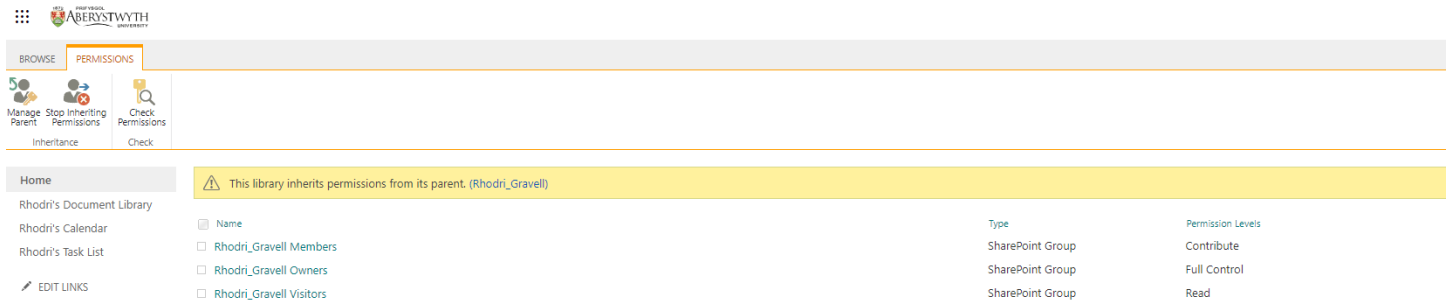 PRIFYSGOL
ABERYSTWYTH
UNIVERSITY
BROWSE PERMISSIONS
Manage Parent
Stop Inheriting Permissions
Check Permissions
Inheritance Check
Home
Rhodri's Document Library
Rhodri's Calendar
Rhodri's Task List
EDIT LINKS
This library inherits permissions from its parent. (Rhodri_Gravell)
Name Type Permission Levels
Rhodri_Gravell Members SharePoint Group Contribute
Rhodri_Gravell Owners SharePoint Group Full Control
Rhodri_Gravell Visitors SharePoint Group Read